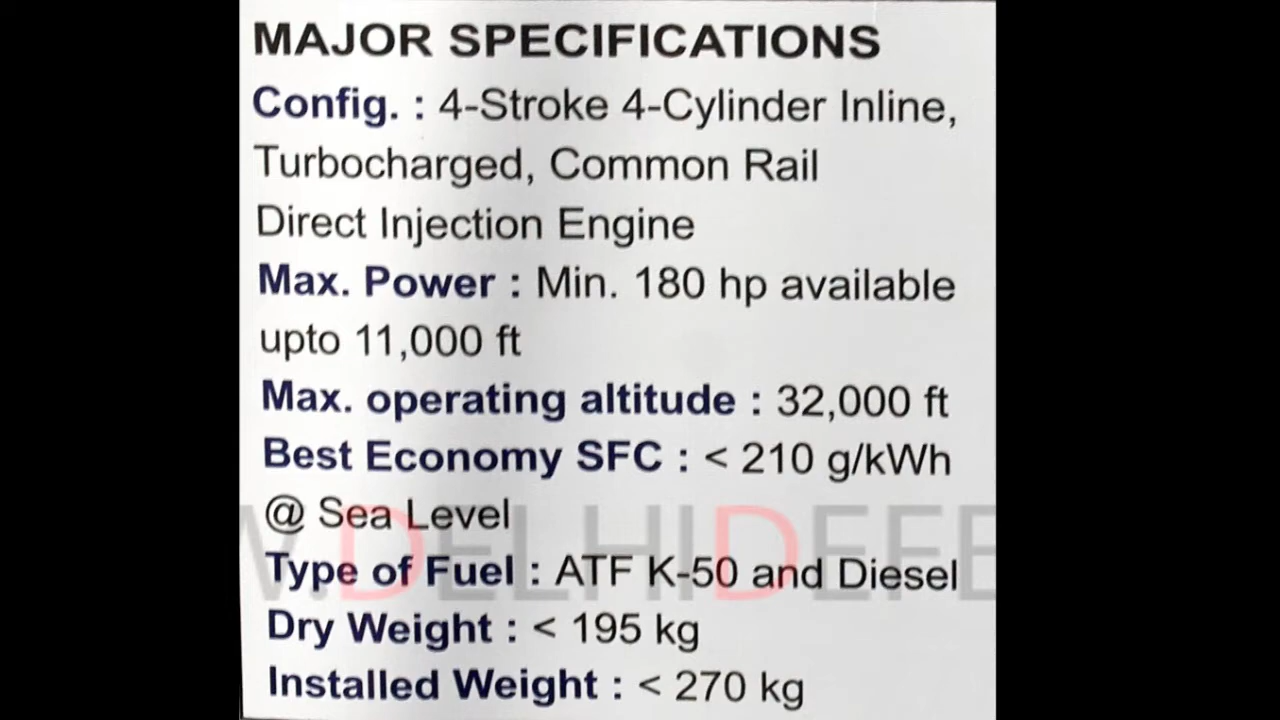 MAJOR SPECIFICATIONS
Config. : 4-Stroke 4-Cylinder Inline,
Turbocharged, Common Rail
Direct Injection Engine
Max. Power : Min. 180 hp available
upto 11,000 ft
Max. operating altitude : 32,000 ft
Best Economy SFC : < 210 g/kWh
@ Sea Level
W.DELHIDEFE
Type of Fuel : ATF K-50 and Diesel
Dry Weight : < 195 kg
Installed Weight : < 270 kg